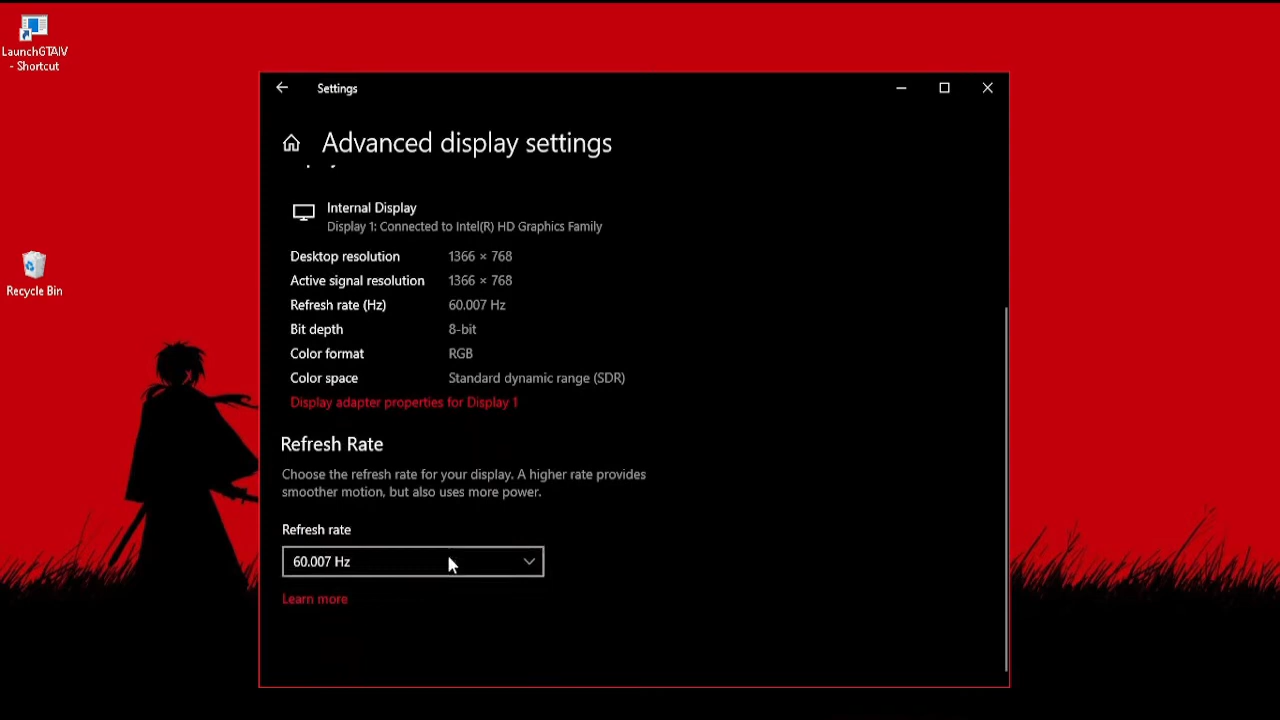 LaunchGTAIV
- Shortcut
Recycle Bin
Settings
Advanced display settings
Internal Display
Display 1: Connected to Intel(R) HD Graphics Family
Desktop resolution 1366 × 768
Active signal resolution 1366 × 768
Refresh rate (Hz) 60.007 Hz
Bit depth 8-bit
Color format RGB
Color space Standard dynamic range (SDR)
Display adapter properties for Display 1
Refresh Rate
Choose the refresh rate for your display. A higher rate provides
smoother motion, but also uses more power.
Refresh rate
60.007 Hz
Learn more